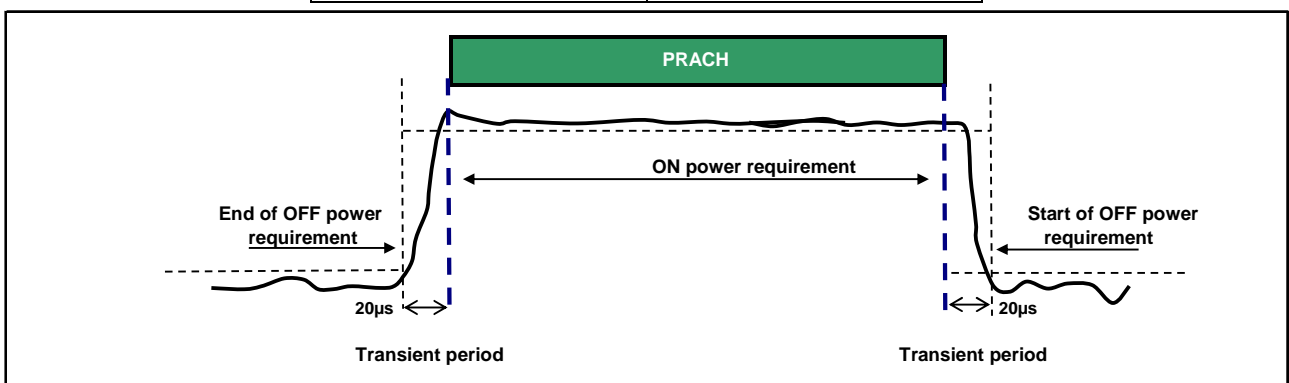 PRACH
ON power requirement
End of OFF power
requirement
Start of OFF power
requirement
20µs
20µs
Transient period
Transient period